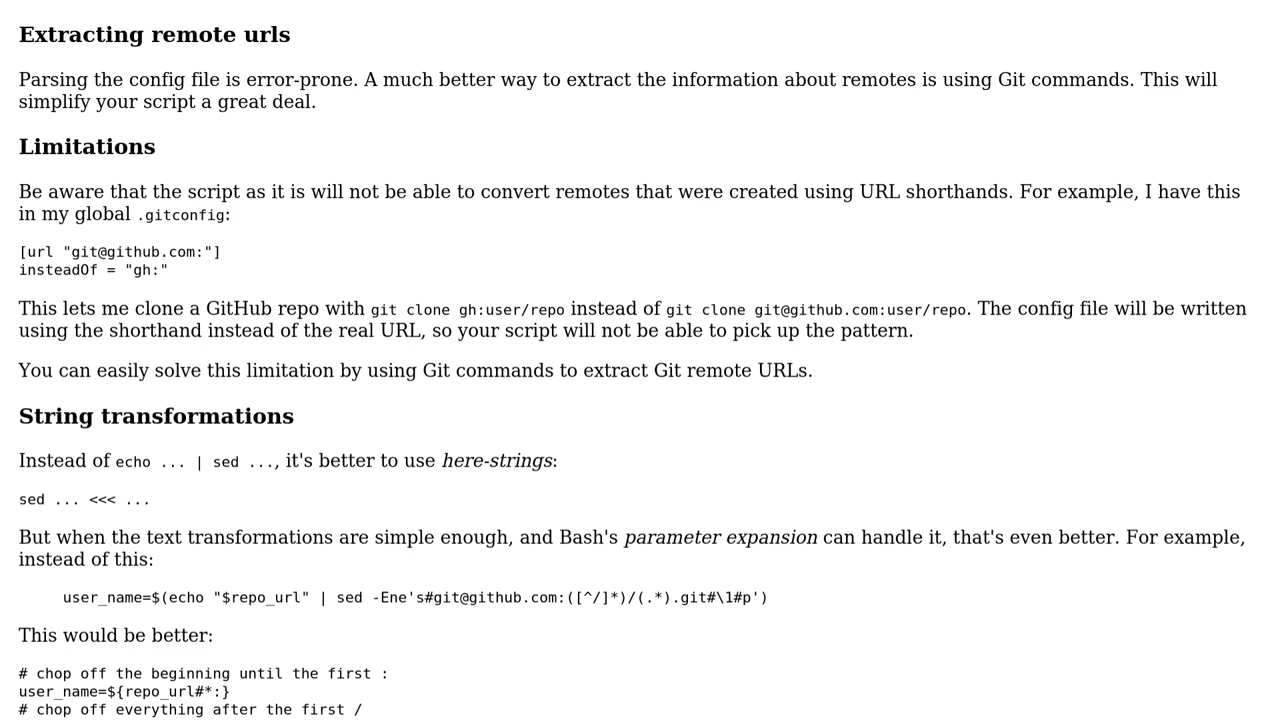 Extracting remote urls
Parsing the config file is error-prone. A much better way to extract the information about remotes is using Git commands. This will
simplify your script a great deal.
Limitations
Be aware that the script as it is will not be able to convert remotes that were created using URL shorthands. For example, I have this
in my global .gitconfig:
[url "git@github.com:"]
insteadOf = "gh:"
This lets me clone a GitHub repo with git clone gh:user/repo instead of git clone git@github.com:user/repo. The config file will be written
using the shorthand instead of the real URL, so your script will not be able to pick up the pattern.
You can easily solve this limitation by using Git commands to extract Git remote URLs.
String transformations
Instead of echo ... | sed ..., it's better to use here-strings:
sed ... <<< ...
But when the text transformations are simple enough, and Bash's parameter expansion can handle it, that's even better. For example,
instead of this:
user_name=$(echo "$repo_url" | sed -Ene's#git@github.com:([^/]*)/(.*).git#\1#p')
This would be better:
# chop off the beginning until the first :
user_name=${repo_url#*:}
# chop off everything after the first /